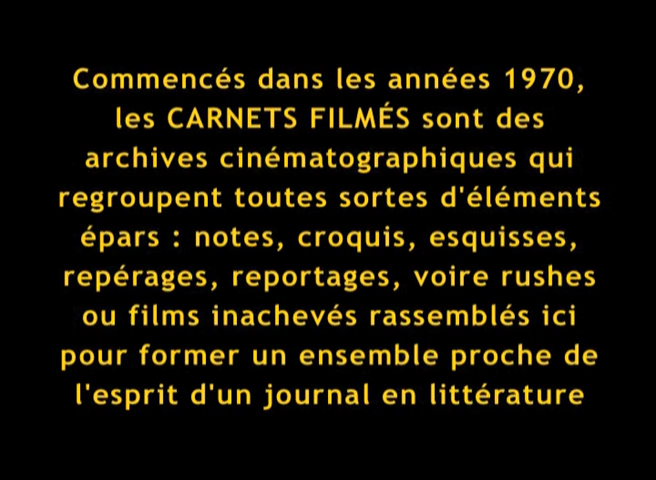 Commencés dans les années 1970,
les CARNETS FILMÉS sont des
archives cinématographiques qui
regroupent toutes sortes d'éléments
épars : notes, croquis, esquisses,
repérages, reportages, voire rushes
ou films inachevés rassemblés ici
pour former un ensemble proche de
l'esprit d'un journal en littérature